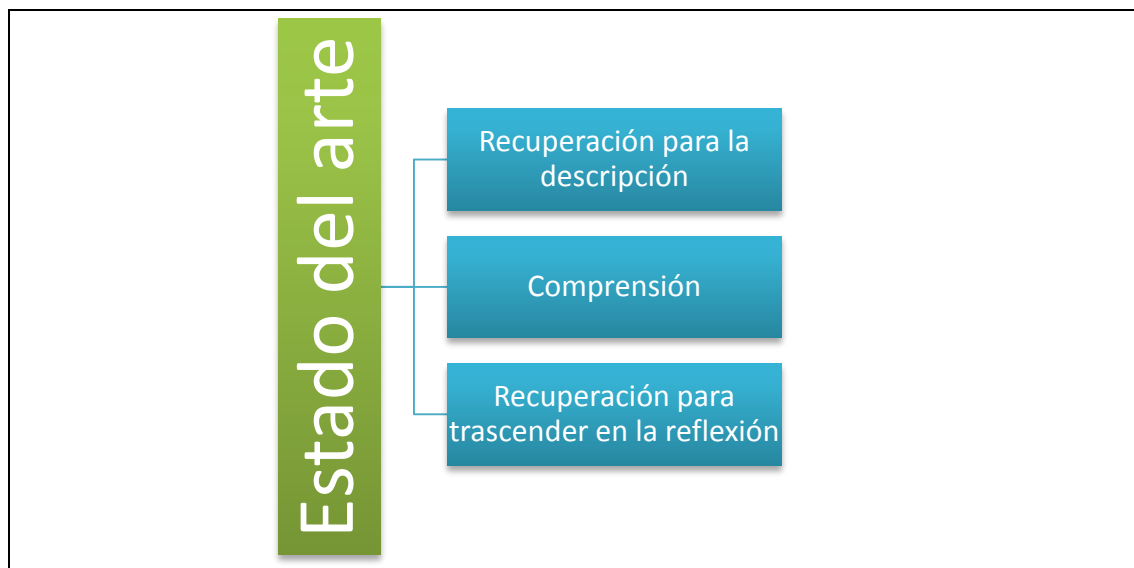 Estado del arte
Recuperación para la
descripción
Comprensión
Recuperación para
trascender en la reflexión